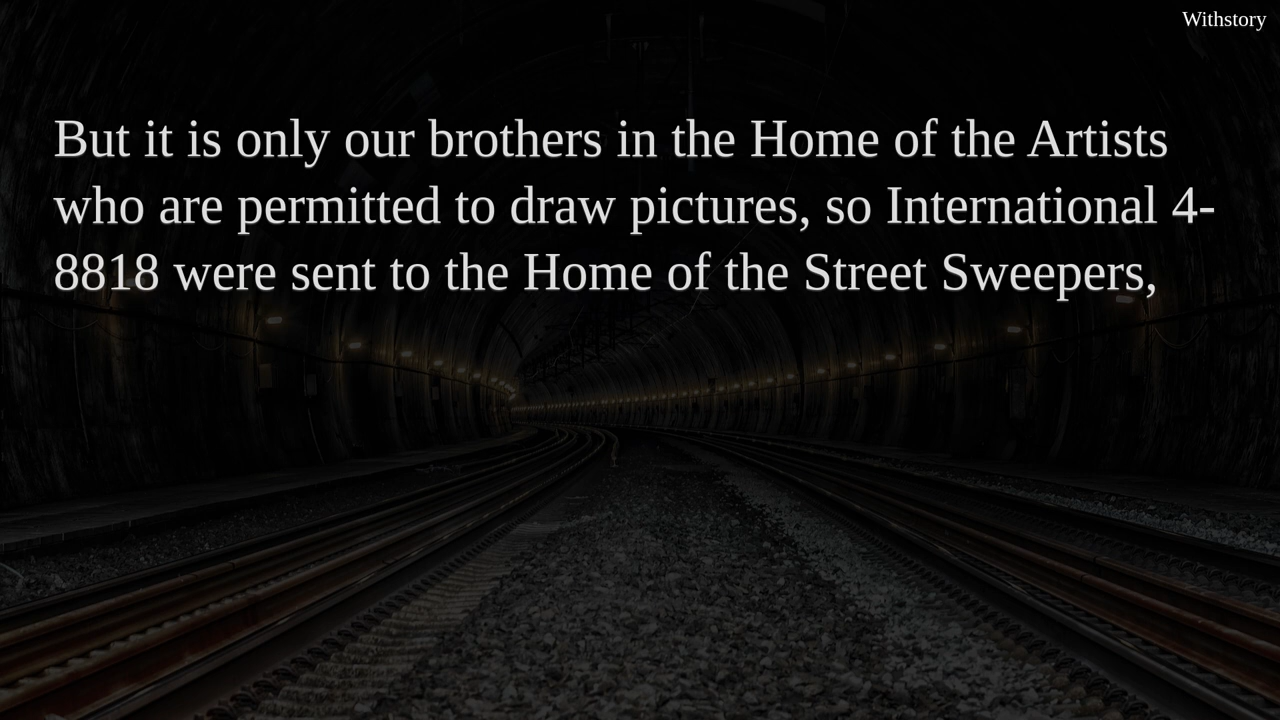 Withstory
But it is only our brothers in the Home of the Artists
who are permitted to draw pictures, so International 4-
8818 were sent to the Home of the Street Sweepers,